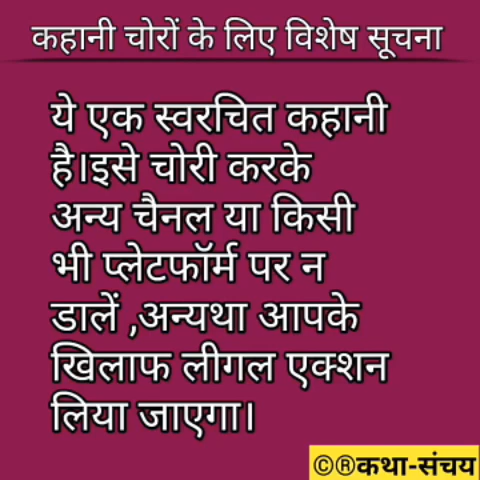 कहानी चोरों के लिए विशेष सूचना
ये एक स्वरचित कहानी
है।इसे चोरी करके
अन्य चैनल या किसी
भी प्लेटफॉर्म पर न
डालें ,अन्यथा आपके
खिलाफ लीगल एक्शन
लिया जाएगा।
©®कथा-संचय